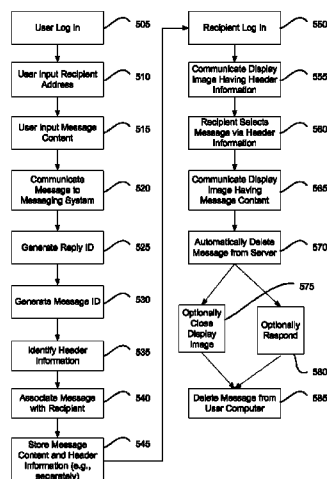 User Log In
505
User Input Recipient
Address
510
User Input Message
Content
515
Communicate
Message to
Messaging System
520
Generate Reply ID
525
Generate Message ID
530
Identify Header
Information
535
Associate Message
with Recipient
540
Store Message
Content and Header
Information (e.g.,
separately)
545
Recipient Log In
550
Communicate Display
Image Having Header
Information
555
Recipient Selects
Message via Header
Information
560
Communicate Display
Image Having
Message Content
565
Automatically Delete
Message from Server
570
575
Optionally
Close
Display
Image
Optionally
Respond
580
Delete Message from
User Computer
585